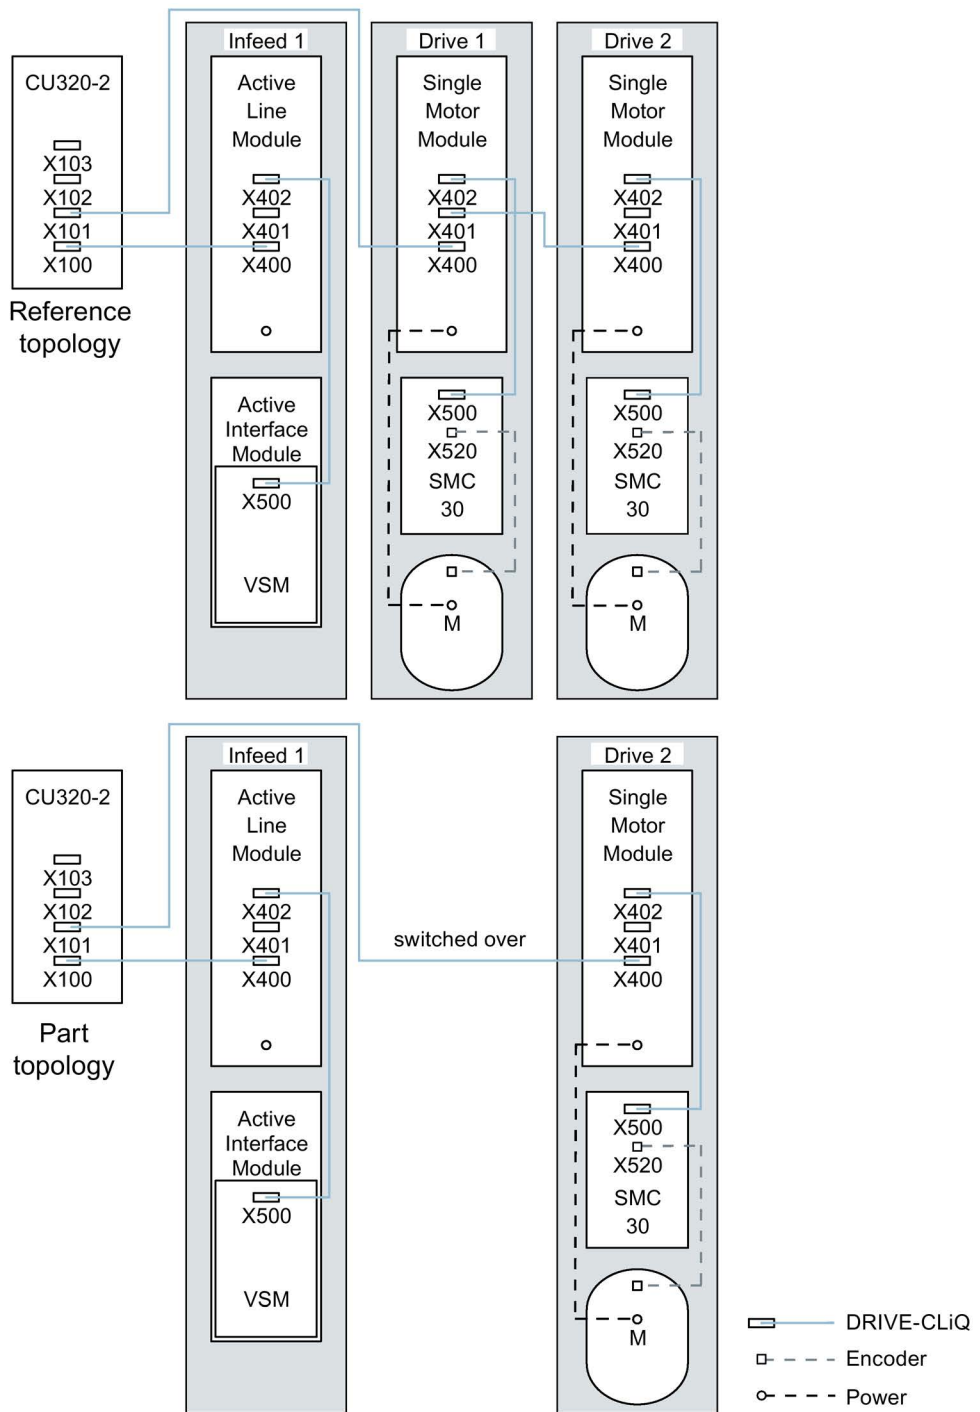 Infeed 1
Drive 1
Drive 2
CU320-2
X103
X102
X101
X100
Reference
topology
Active
Line
Module
X402
X401
X400
Active
Interface
Module
X500
VSM
Single
Motor
Module
X402
X401
X400
X500
X520
SMC
30
M
Single
Motor
Module
X402
X401
X400
X500
X520
SMC
30
M
Infeed 1
Drive 2
CU320-2
X103
X102
X101
X100
Part
topology
Active
Line
Module
X402
X401
X400
Active
Interface
Module
X500
VSM
switched over
Single
Motor
Module
X402
X401
X400
X500
X520
SMC
30
M
DRIVE-CLiQ
Encoder
Power